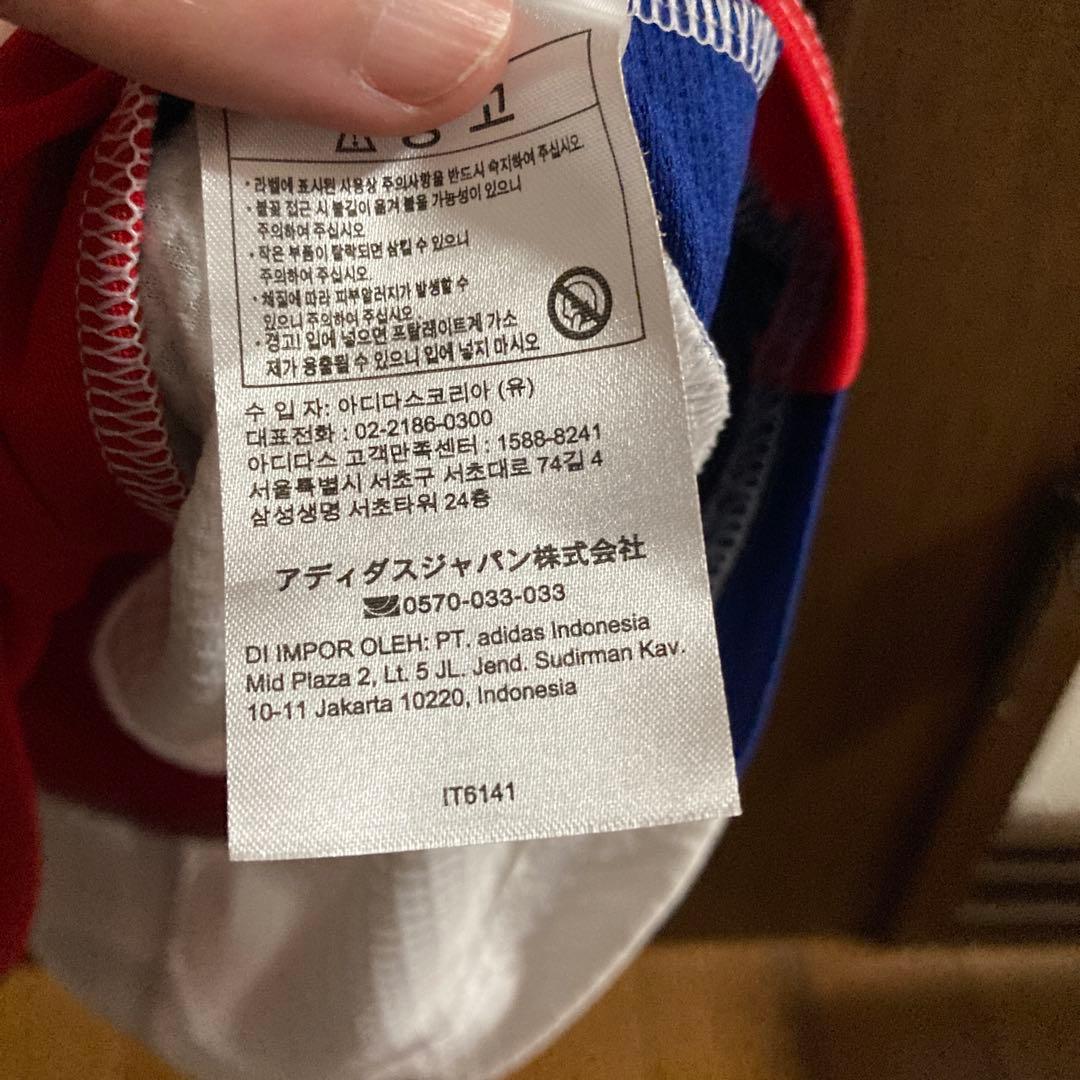 고
· 라벨에 표시된 사용상 주의사항을 반드시 숙지하여 주십시오.
· 불꽃 접근 시 불길이 옮겨 붙을 가능성이 있으니
주의하여 주십시오
· 작은 부품이 탈락되면 삼킬 수 있으니
주의하여 주십시오
· 체질에 따라 피부알러지가 발생할 수
있으니 주의하여 주십시오.
· 경고! 입에 넣으면 프탈레이트계 가소
제가 용출될 수 있으니 입에 넣지 마시오
수 입 자: 아디다스코리아 (유)
대표전화 : 02-2186-0300
아디다스 고객만족센터 : 1588-8241
서울특별시 서초구 서초대로 74길 4
삼성생명 서초타워 24층
アディダスジャパン株式会社
0570-033-033
DI IMPOR OLEH: PT. adidas Indonesia
Mid Plaza 2, Lt. 5 JL. Jend. Sudirman Kav.
10-11 Jakarta 10220, Indonesia
IT6141